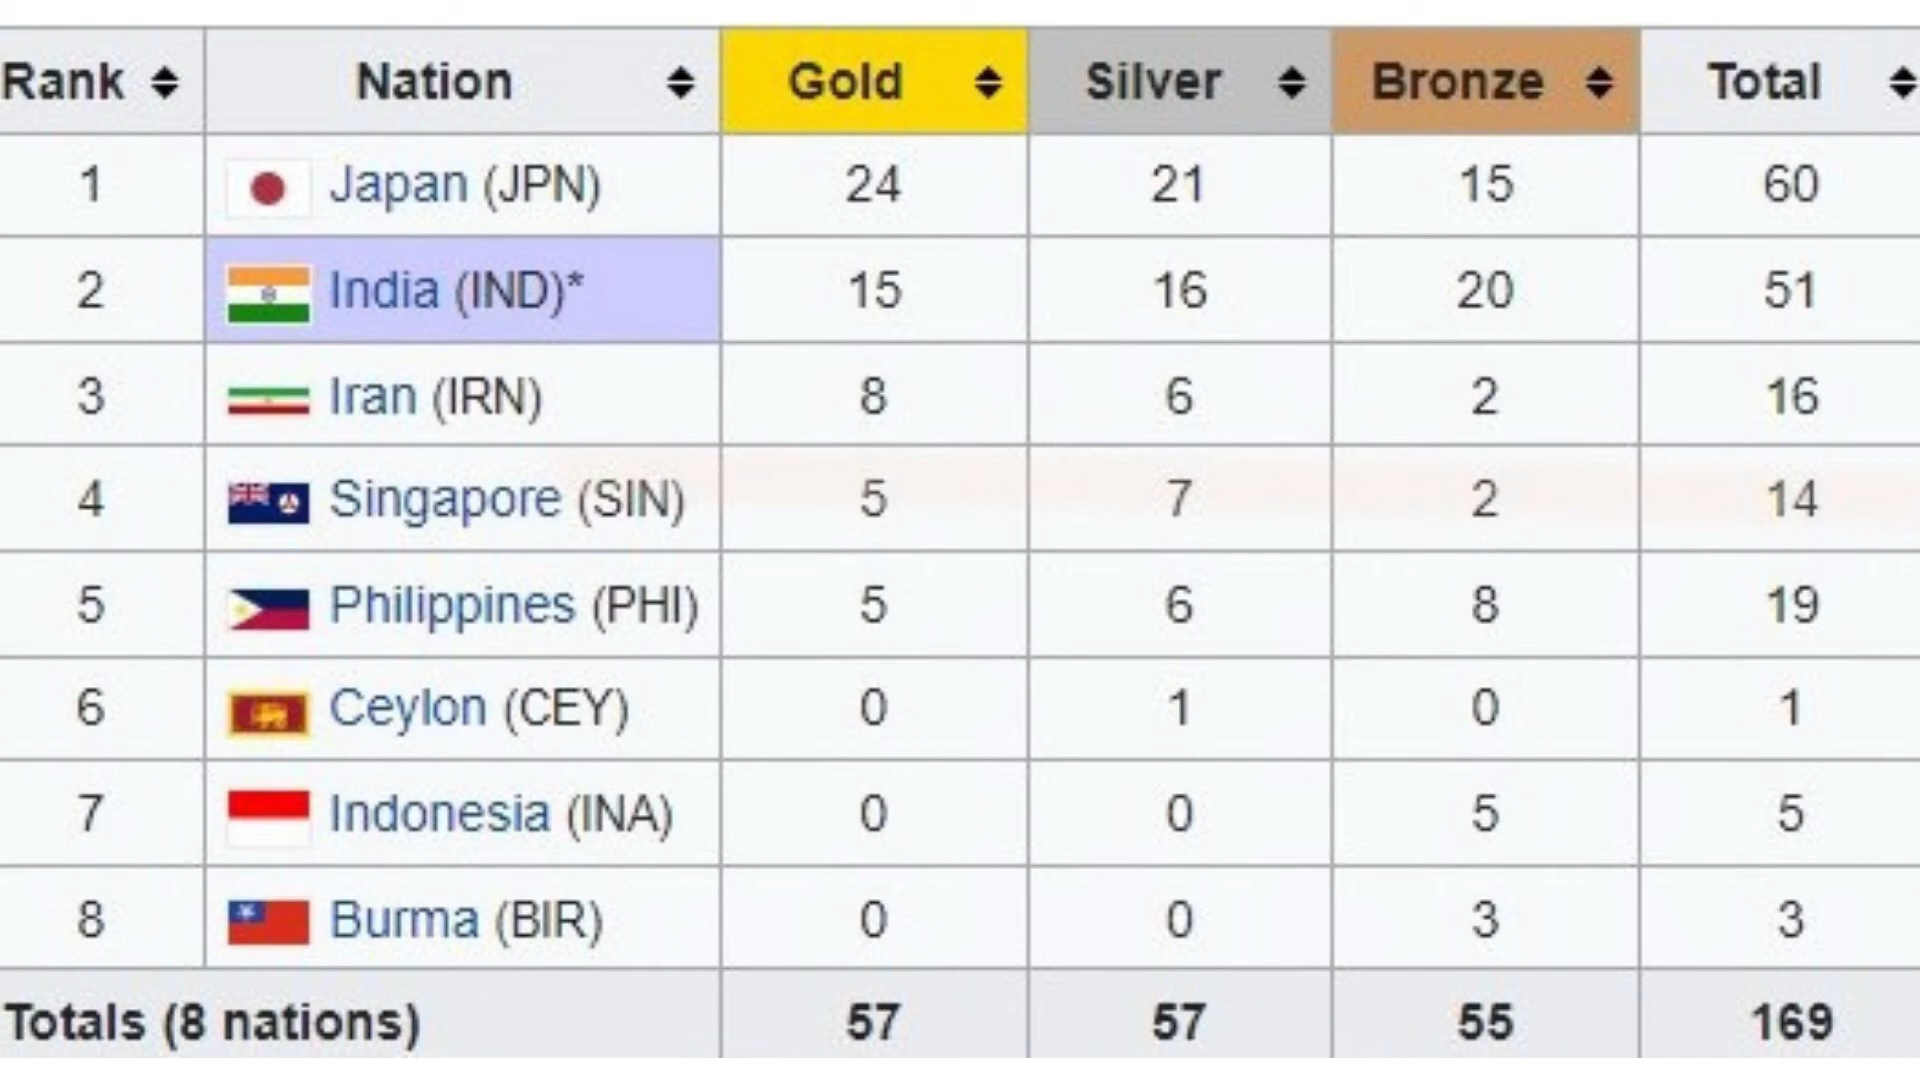 Rank Nation Gold Silver Bronze Total
1 Japan (JPN) 24 21 15 60
2 India (IND)* 15 16 20 51
3 Iran (IRN) 8 6 2 16
4 Singapore (SIN) 5 7 2 14
5 Philippines (PHI) 5 6 8 19
6 Ceylon (CEY) 0 1 0 1
7 Indonesia (INA) 0 0 5 5
8 Burma (BIR) 0 0 3 3
Totals (8 nations) 57 57 55 169